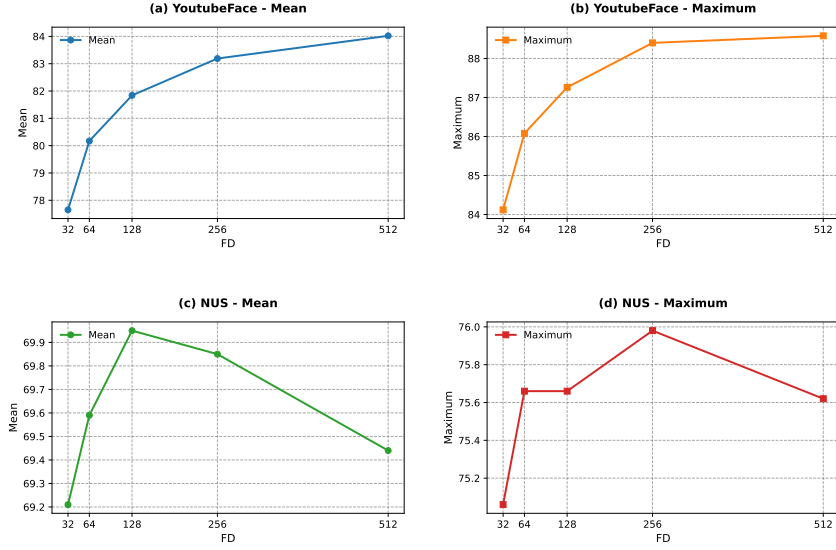 (a) YoutubeFace - Mean
84
83
82
81
80
79
78
Mean
Mean
32 64 128 256 512
FD
(b) YoutubeFace - Maximum
88
87
86
85
84
Maximum
Maximum
32 64 128 256 512
FD
(c) NUS - Mean
69.9
69.8
69.7
69.6
69.5
69.4
69.3
69.2
Mean
Mean
32 64 128 256 512
FD
(d) NUS - Maximum
76.0
75.8
75.6
75.4
75.2
Maximum
Maximum
32 64 128 256 512
FD